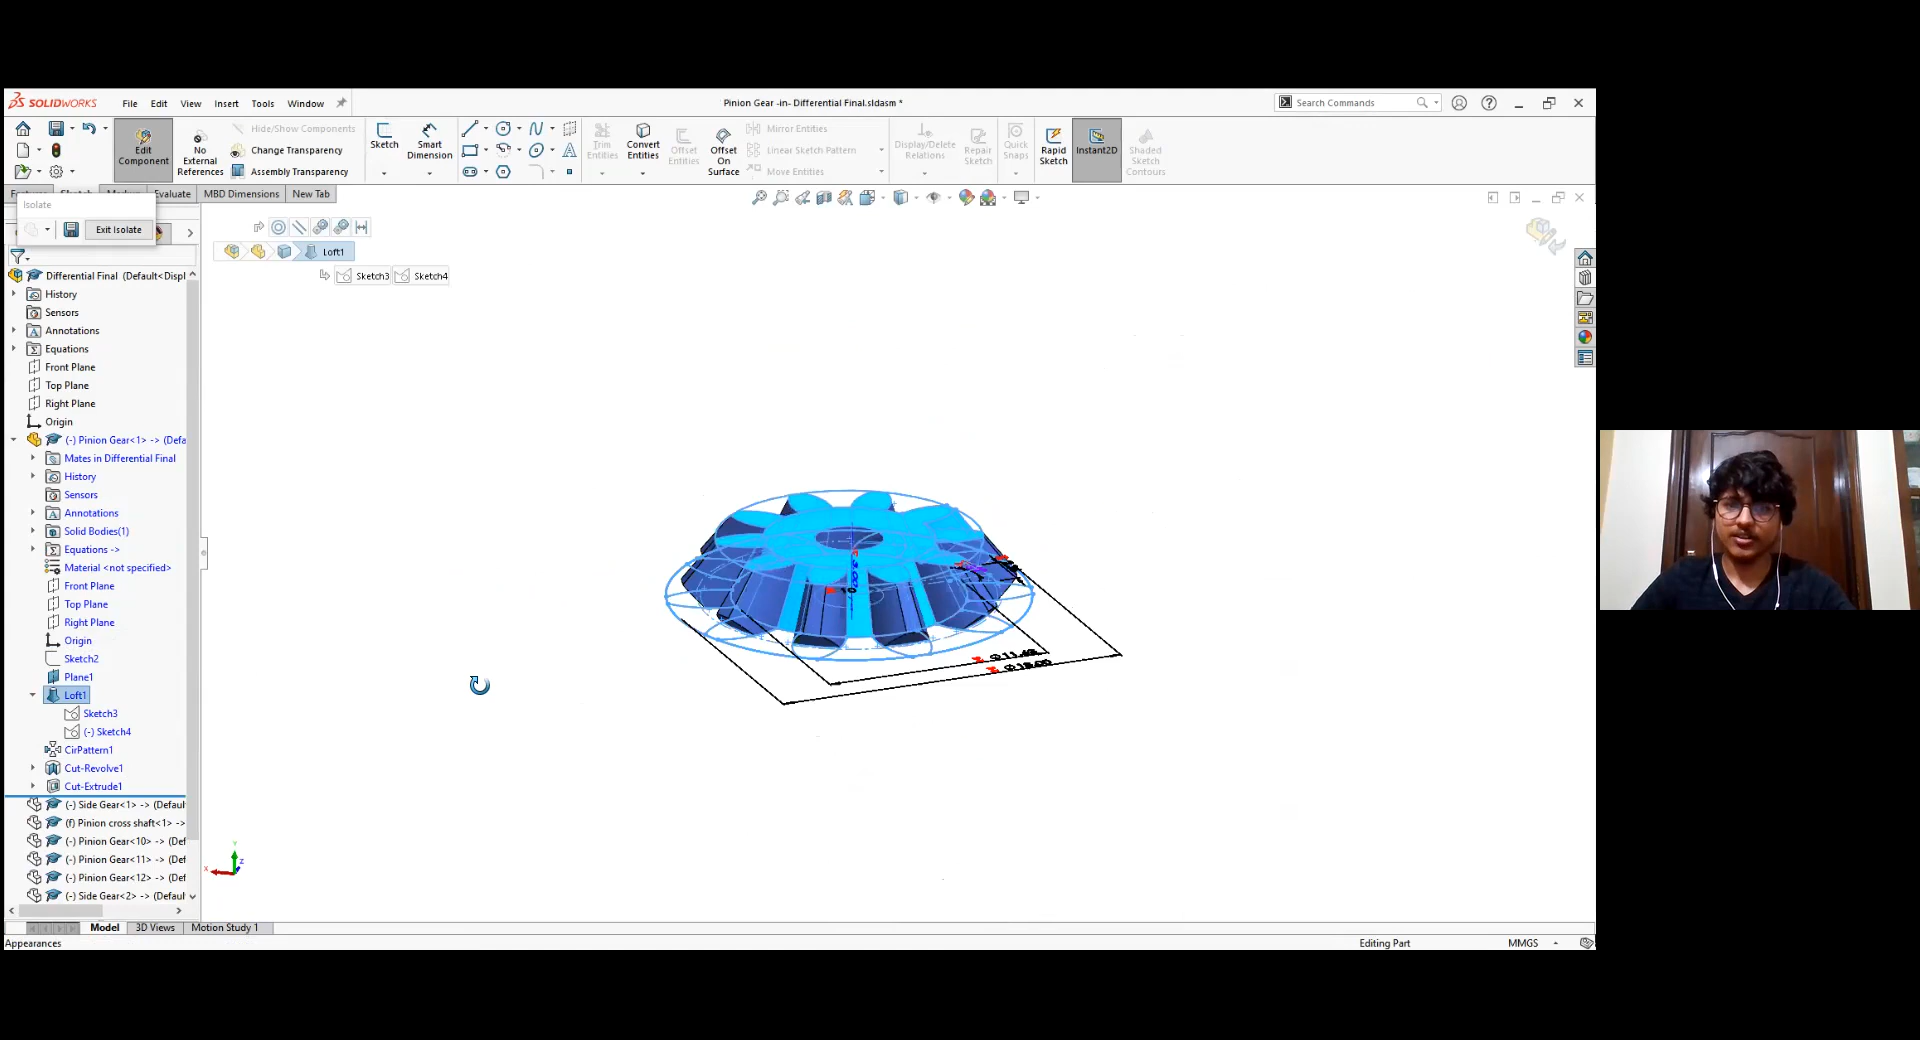 SOLIDWORKS File Edit View Insert Tools Window Pinion Gear -in- Differential Final.sldasm * Search Commands
Edit Component
No External References
Hide/Show Components
Change Transparency
Assembly Transparency
Sketch
Smart Dimension
Trim Entities
Convert Entities
Offset Entities
Offset On Surface
Mirror Entities
Linear Sketch Pattern
Move Entities
Display/Delete Relations
Repair Sketch
Quick Snaps
Rapid Sketch
Instant2D
Shaded Sketch Contours
Evaluate MBD Dimensions New Tab
Isolate
Exit Isolate
Loft1
Sketch3 Sketch4
Differential Final (Default<Displ
History
Sensors
Annotations
Equations
Front Plane
Top Plane
Right Plane
Origin
(-) Pinion Gear<1> -> (Defa
Mates in Differential Final
History
Sensors
Annotations
Solid Bodies(1)
Equations ->
Material <not specified>
Front Plane
Top Plane
Right Plane
Origin
Sketch2
Plane1
Loft1
Sketch3
(-) Sketch4
CirPattern1
Cut-Revolve1
Cut-Extrude1
(-) Side Gear<1> -> (Defaul
(f) Pinion cross shaft<1> ->
(-) Pinion Gear<10> -> (Def
(-) Pinion Gear<11> -> (Def
(-) Pinion Gear<12> -> (Def
(-) Side Gear<2> -> (Defaul
10
Y
X
Z
Model 3D Views Motion Study 1
Appearances Editing Part MMGS